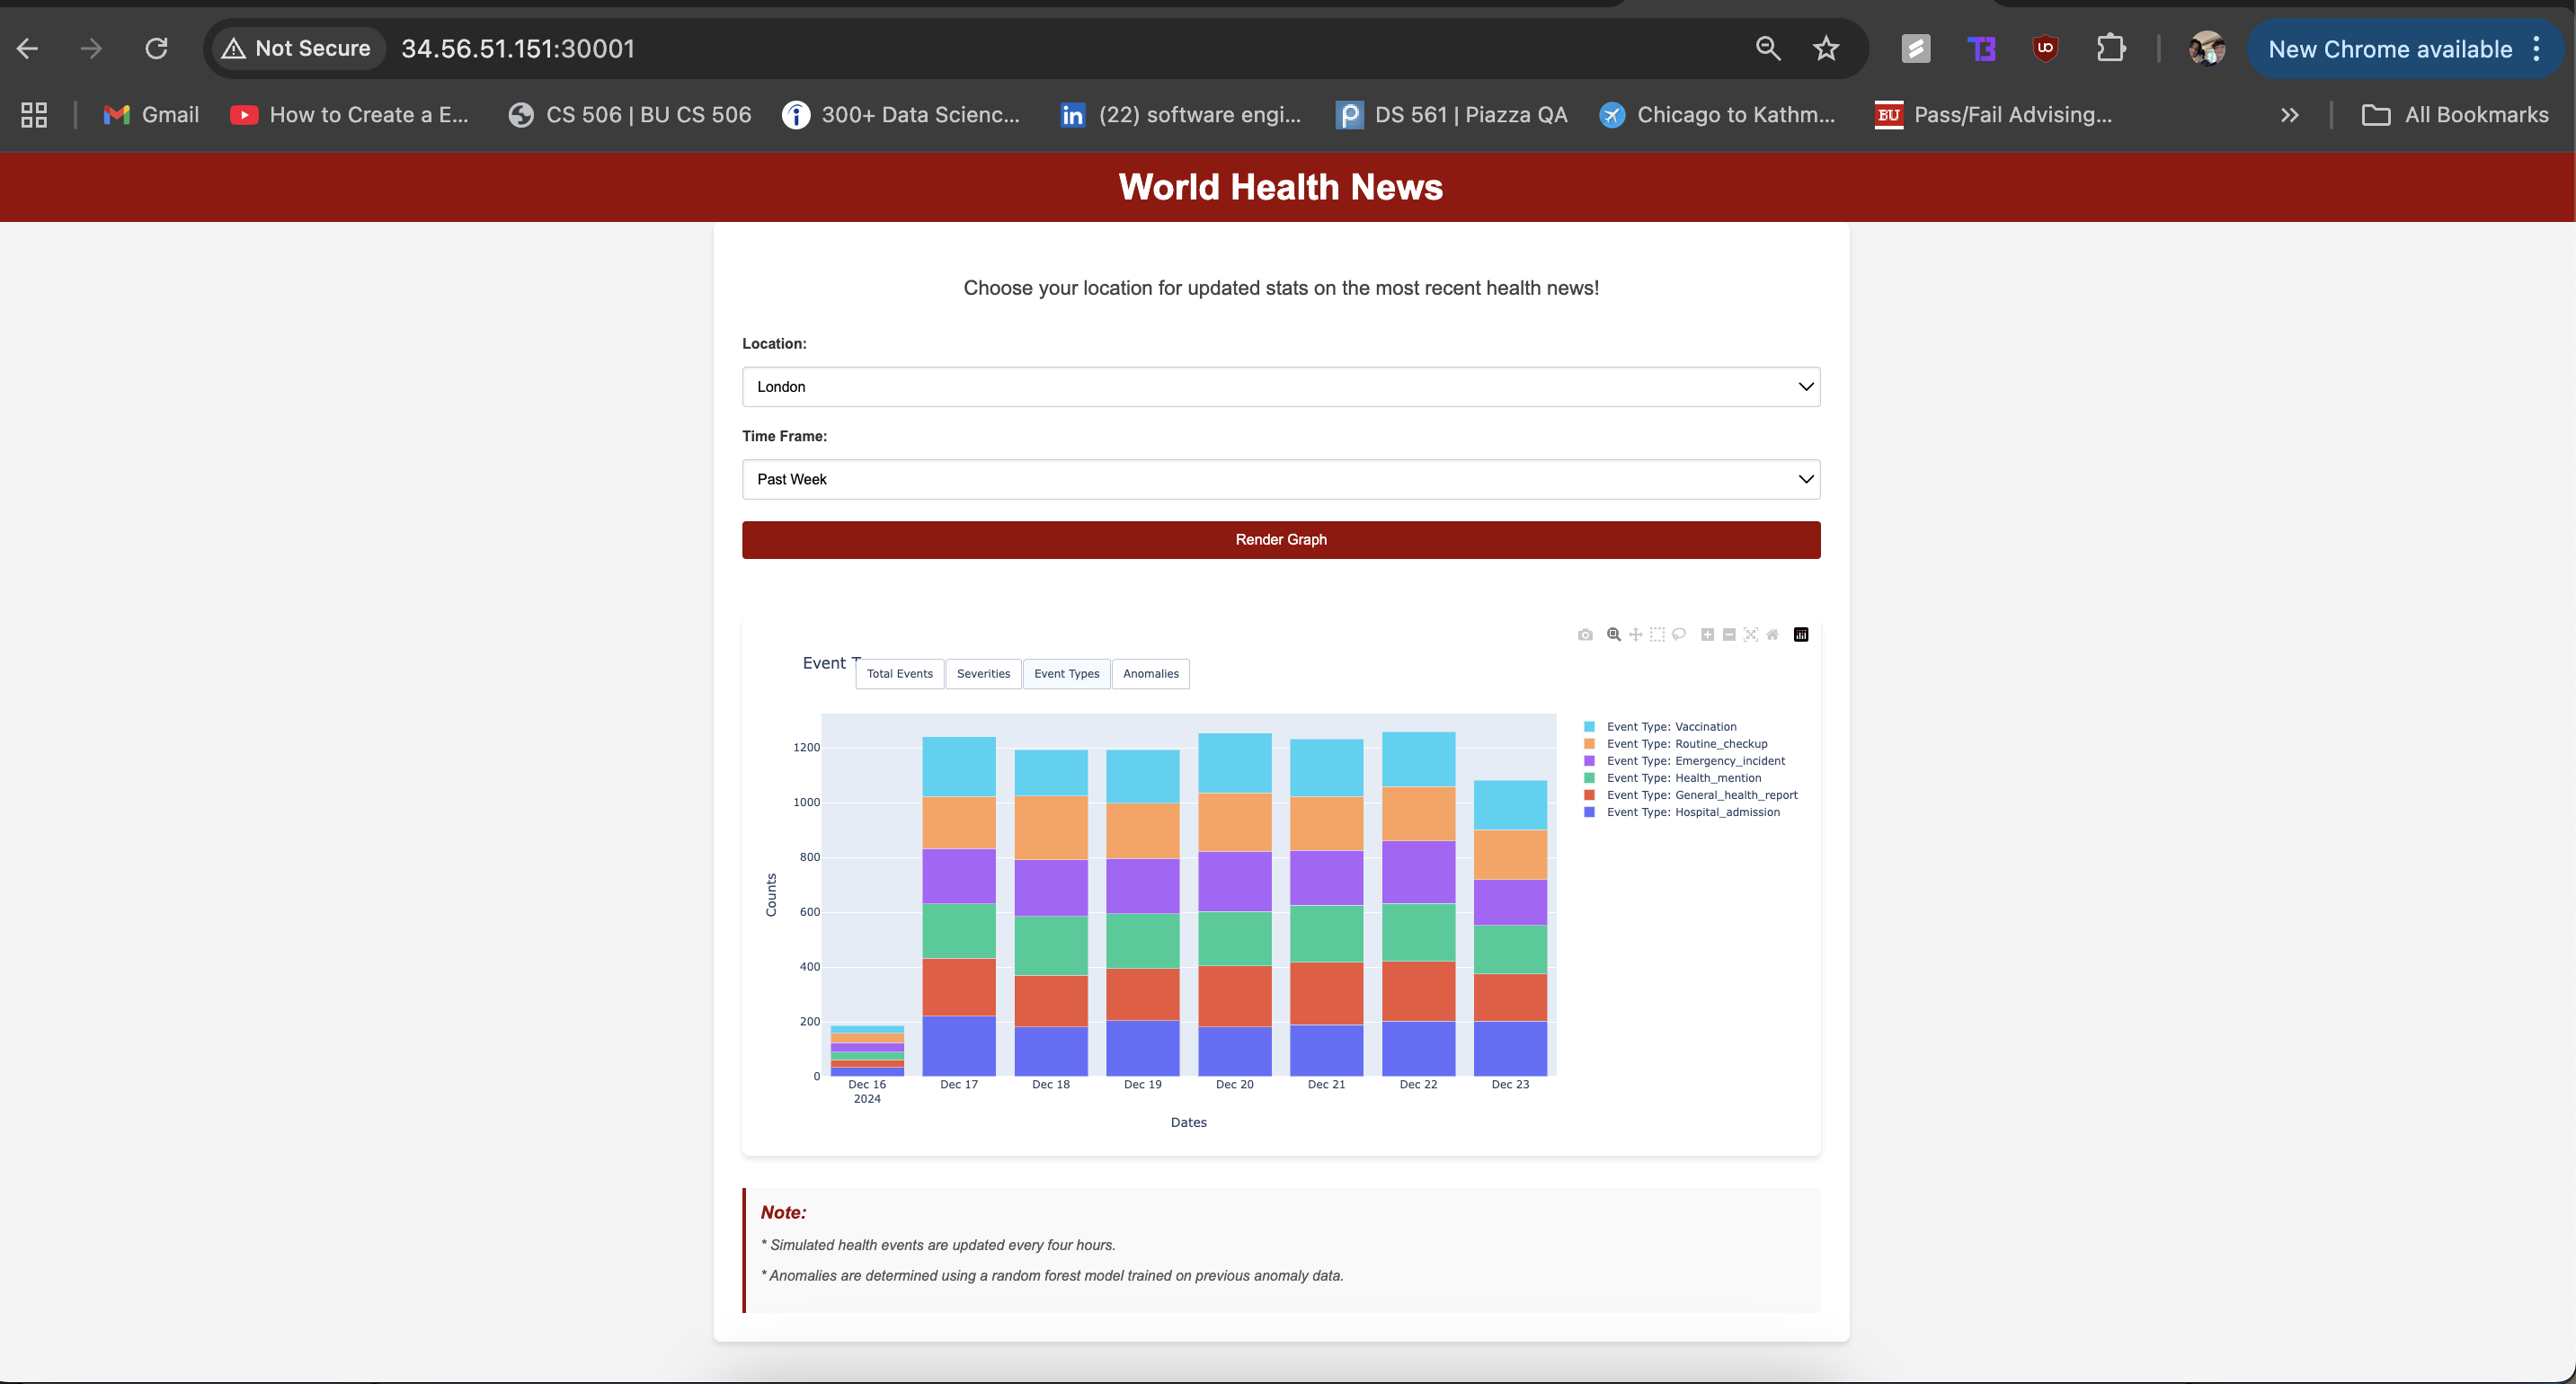 Not Secure 34.56.51.151:30001 New Chrome available
Gmail How to Create a E... CS 506 | BU CS 506 300+ Data Scienc... (22) software engi... DS 561 | Piazza QA Chicago to Kathm... BU Pass/Fail Advising... All Bookmarks
World Health News
Choose your location for updated stats on the most recent health news!
Location:
London
Time Frame:
Past Week
Render Graph
Event T
Total Events Severities Event Types Anomalies
Event Type: Vaccination
Event Type: Routine_checkup
Event Type: Emergency_incident
Event Type: Health_mention
Event Type: General_health_report
Event Type: Hospital_admission
Counts
1200
1000
800
600
400
200
0
Dec 16 Dec 17 Dec 18 Dec 19 Dec 20 Dec 21 Dec 22 Dec 23
2024
Dates
Note:
* Simulated health events are updated every four hours.
* Anomalies are determined using a random forest model trained on previous anomaly data.